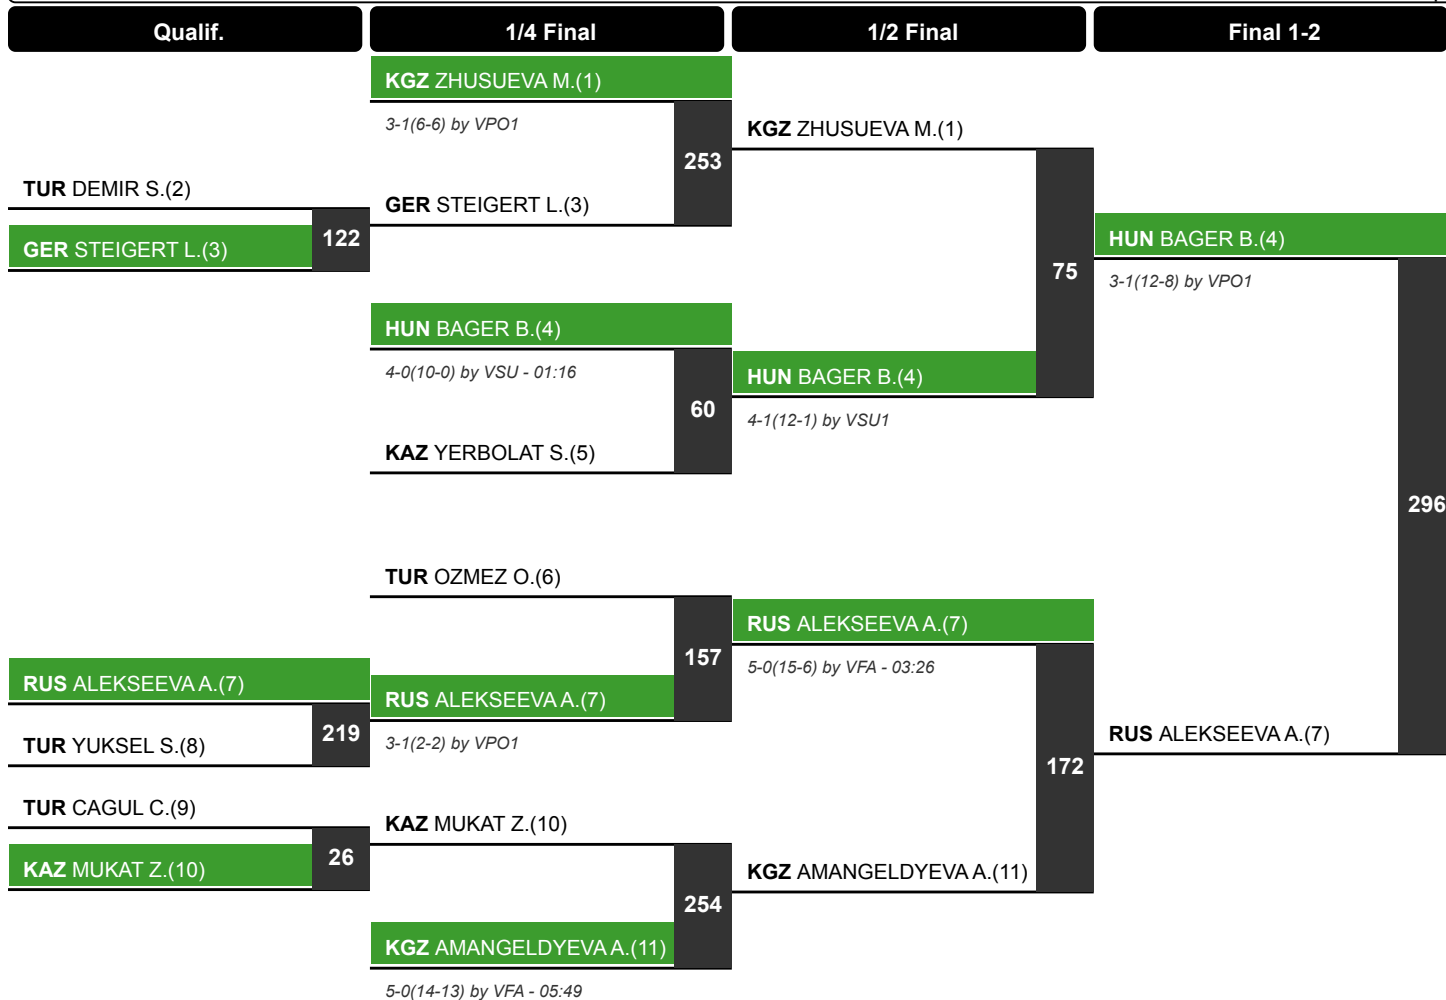 Qualif.
1/4 Final
1/2 Final
Final 1-2
TUR DEMIR S.(2)
GER STEIGERT L.(3)
122
RUS ALEKSEEVA A.(7)
TUR YUKSEL S.(8)
219
TUR CAGUL C.(9)
KAZ MUKAT Z.(10)
26
KGZ ZHUSUEVA M.(1)
3-1(6-6) by VPO1
GER STEIGERT L.(3)
253
HUN BAGER B.(4)
4-0(10-0) by VSU - 01:16
KAZ YERBOLAT S.(5)
60
TUR OZMEZ O.(6)
RUS ALEKSEEVA A.(7)
3-1(2-2) by VPO1
157
KAZ MUKAT Z.(10)
KGZ AMANGELDYEVA A.(11)
5-0(14-13) by VFA - 05:49
254
KGZ ZHUSUEVA M.(1)
HUN BAGER B.(4)
4-1(12-1) by VSU1
75
RUS ALEKSEEVA A.(7)
5-0(15-6) by VFA - 03:26
KGZ AMANGELDYEVA A.(11)
172
HUN BAGER B.(4)
3-1(12-8) by VPO1
RUS ALEKSEEVA A.(7)
296